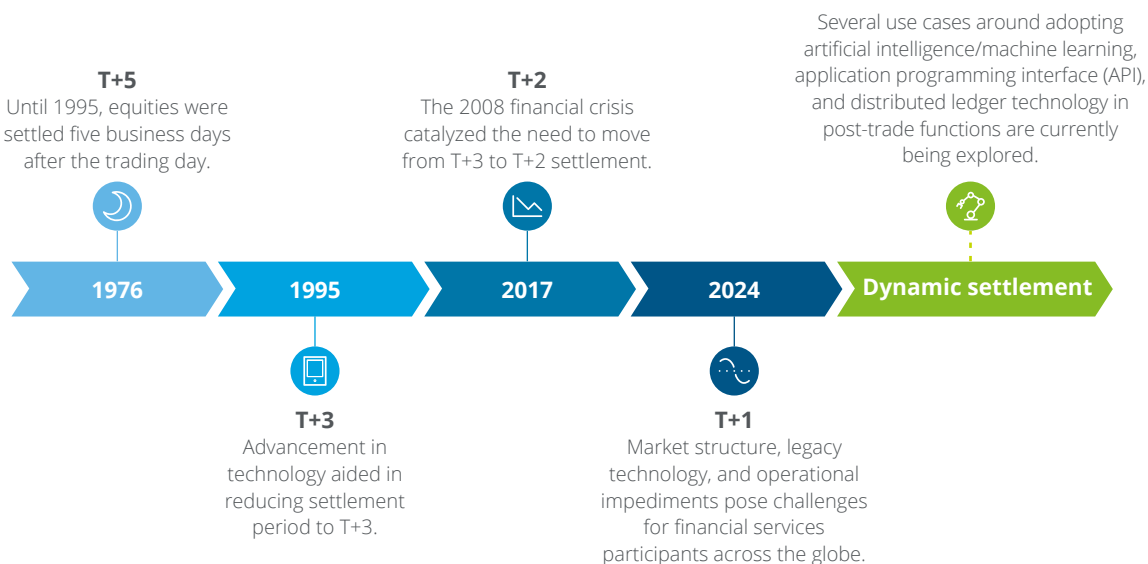 T+5
Until 1995, equities were
settled five business days
after the trading day.
T+2
The 2008 financial crisis
catalyzed the need to move
from T+3 to T+2 settlement.
Several use cases around adopting
artificial intelligence/machine learning,
application programming interface (API),
and distributed ledger technology in
post-trade functions are currently
being explored.
1976
1995
2017
2024
Dynamic settlement
T+3
Advancement in
technology aided in
reducing settlement
period to T+3.
T+1
Market structure, legacy
technology, and operational
impediments pose challenges
for financial services
participants across the globe.